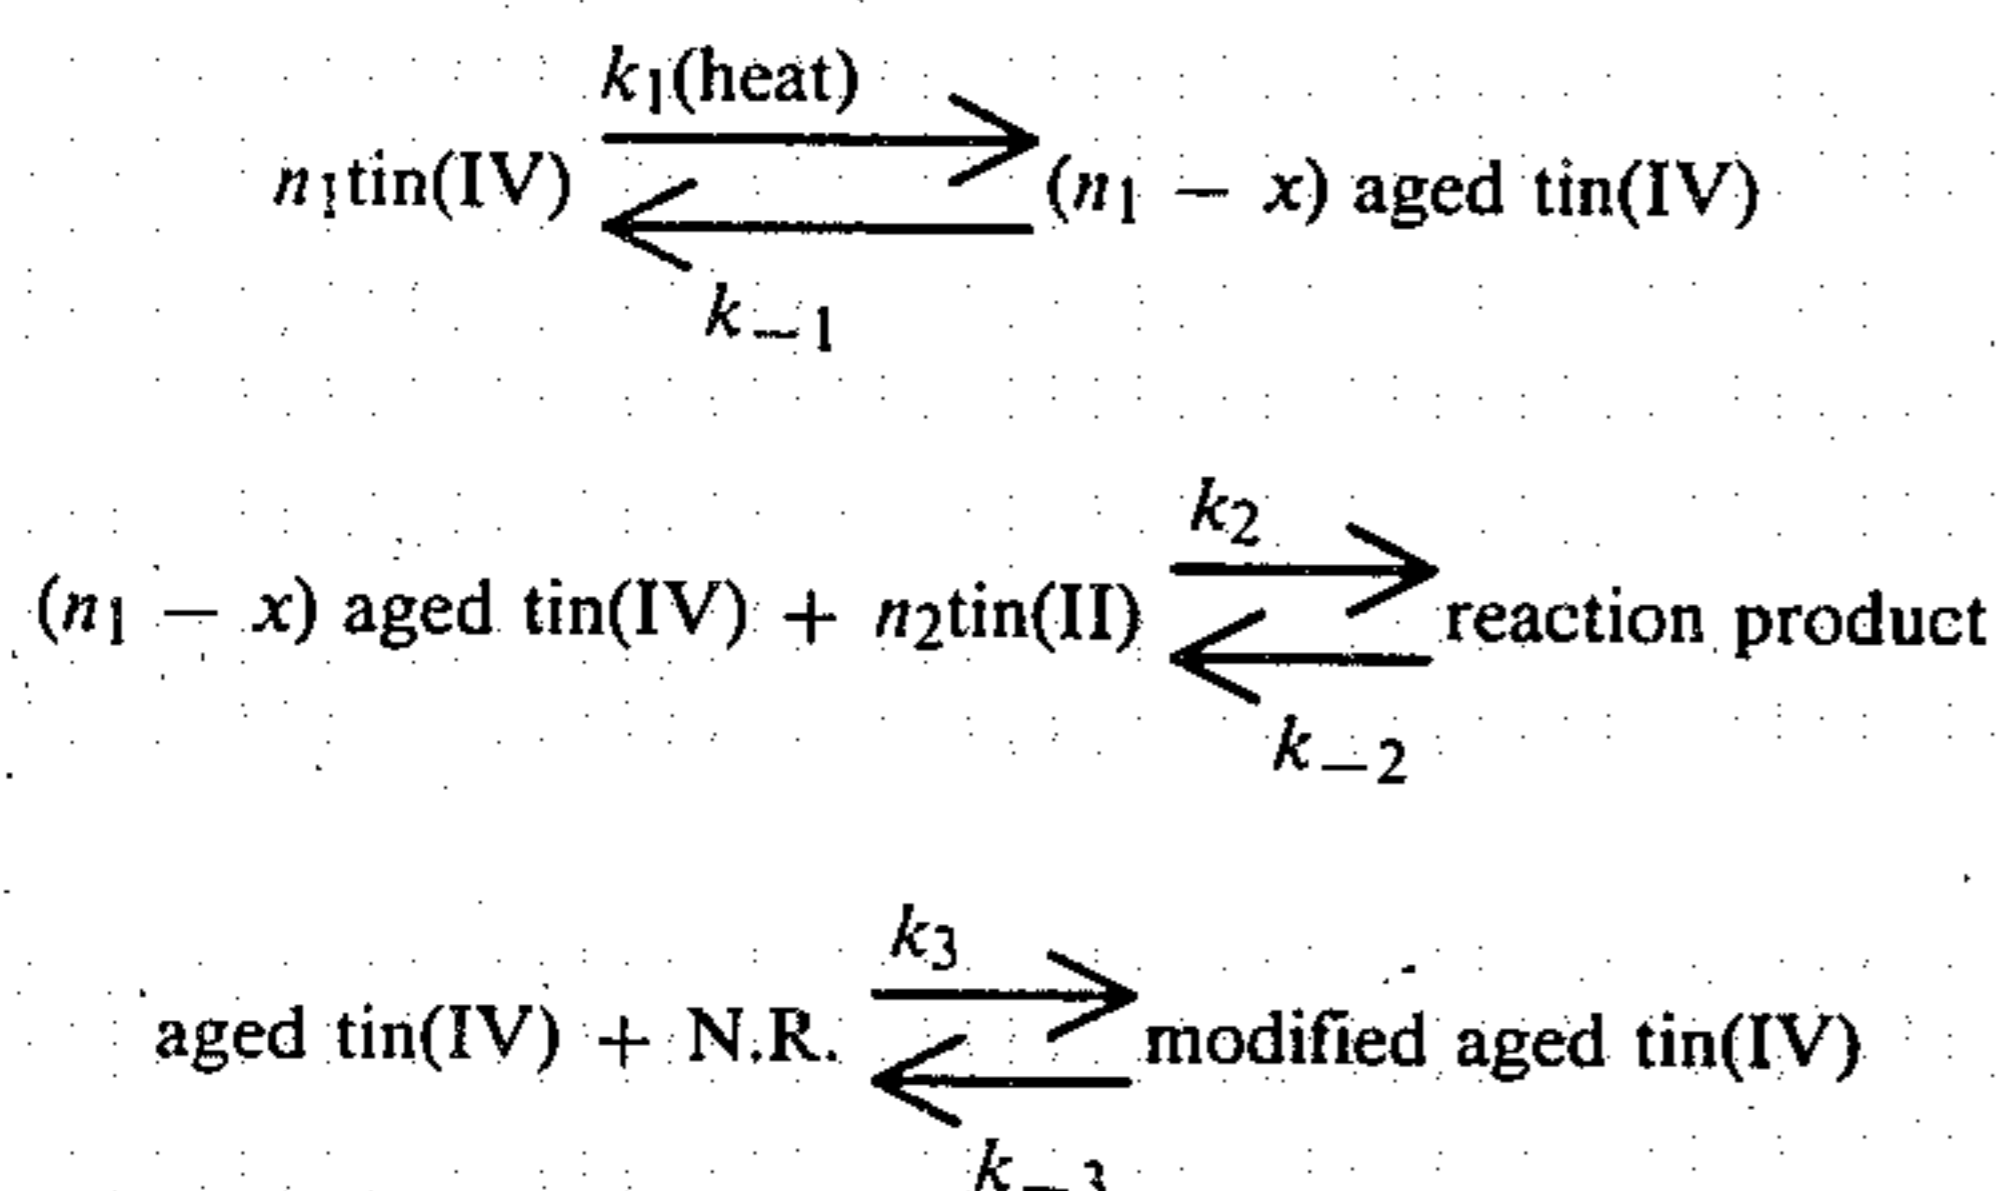 k₁(heat)
n₁tin(IV) ⇄ (n₁ − x) aged tin(IV)
k₋₁
k₂
(n₁ − x) aged tin(IV) + n₂tin(II) ⇄ reaction product
k₋₂
k₃
aged tin(IV) + N.R. ⇄ modified aged tin(IV)
k₋₃